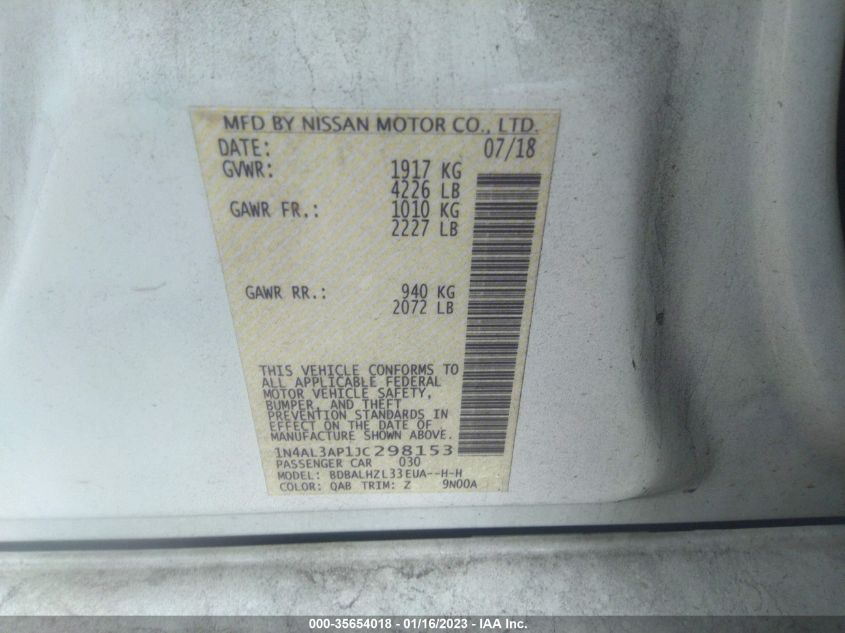 MFD BY NISSAN MOTOR CO., LTD.
DATE: 07/18
GVWR: 1917 KG
4226 LB
GAWR FR.: 1010 KG
2227 LB
GAWR RR.: 940 KG
2072 LB
THIS VEHICLE CONFORMS TO
ALL APPLICABLE FEDERAL
MOTOR VEHICLE SAFETY,
BUMPER, AND THEFT
PREVENTION STANDARDS IN
EFFECT ON THE DATE OF
MANUFACTURE SHOWN ABOVE.
1N4AL3AP1JC298153
PASSENGER CAR 030
MODEL: BDBALHZL33EUA--H-H
COLOR: QAB TRIM: Z 9N00A
000-35654018 - 01/16/2023 - IAA Inc.